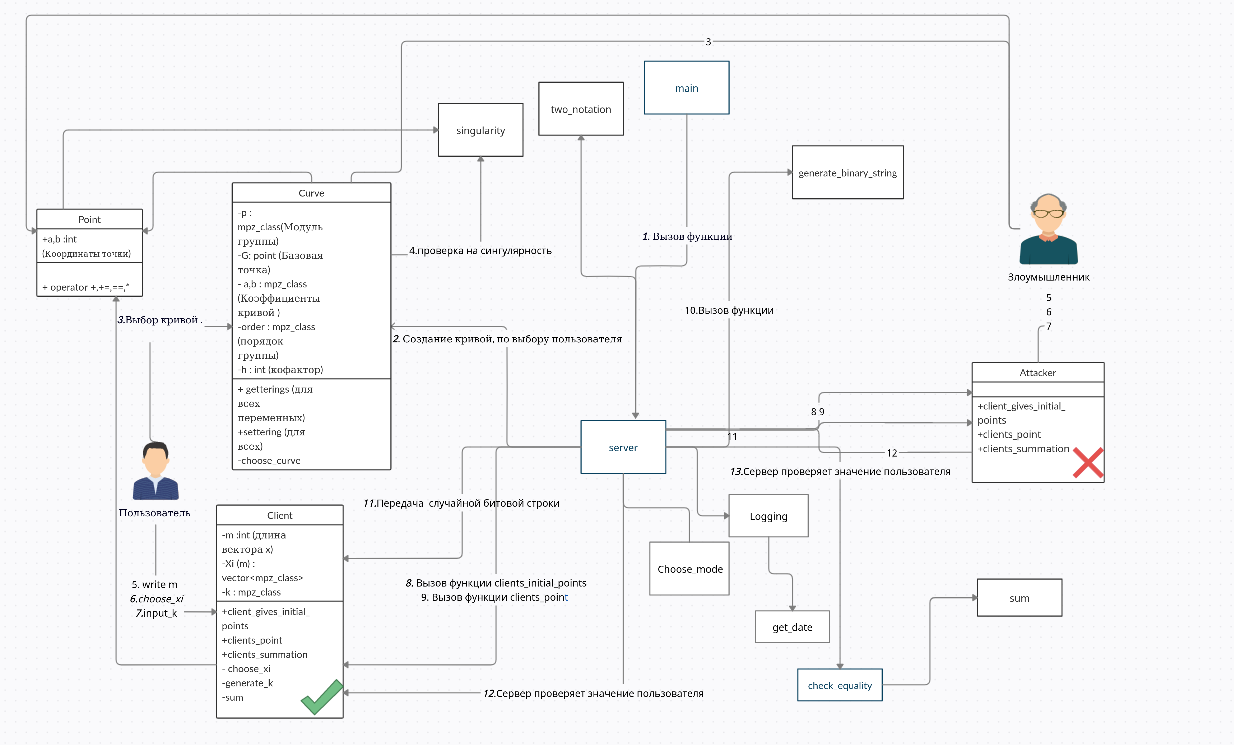 3
main
two_notation
singularity
generate_binary_string
Curve
-p :
mpz_class(Модуль
группы)
-G: point (Базовая
точка)
- a,b : mpz_class
(Коэффициенты
кривой )
-order : mpz_class
(порядок
группы)
-h : int (кофактор)
+ getterings (для
всех
переменных)
+settering (для
всех)
-choose_curve
Point
+a,b :int
(Координаты точки)
+ operator +,+=,==,*
1. Вызов функции
4.проверка на сингулярность
Злоумышленник
5
6
7
3.Выбор кривой .
10.Вызов функции
2. Создание кривой, по выбору пользователя
Attacker
+client_gives_initial_
points
+clients_point
+clients_summation
8 9
11
12
server
13.Сервер проверяет значение пользователя
Пользователь
11.Передача случайной битовой строки
Client
-m :int (длина
вектора x)
-Xi (m) :
vector<mpz_class>
-k : mpz_class
+client_gives_initial_
points
+clients_point
+clients_summation
- choose_xi
-generate_k
-sum
Logging
Choose_mode
5. write m
6.choose_xi
7.input_k
8. Вызов функции clients_initial_points
9. Вызов функции clients_point
get_date
sum
check_equality
12.Сервер проверяет значение пользователя